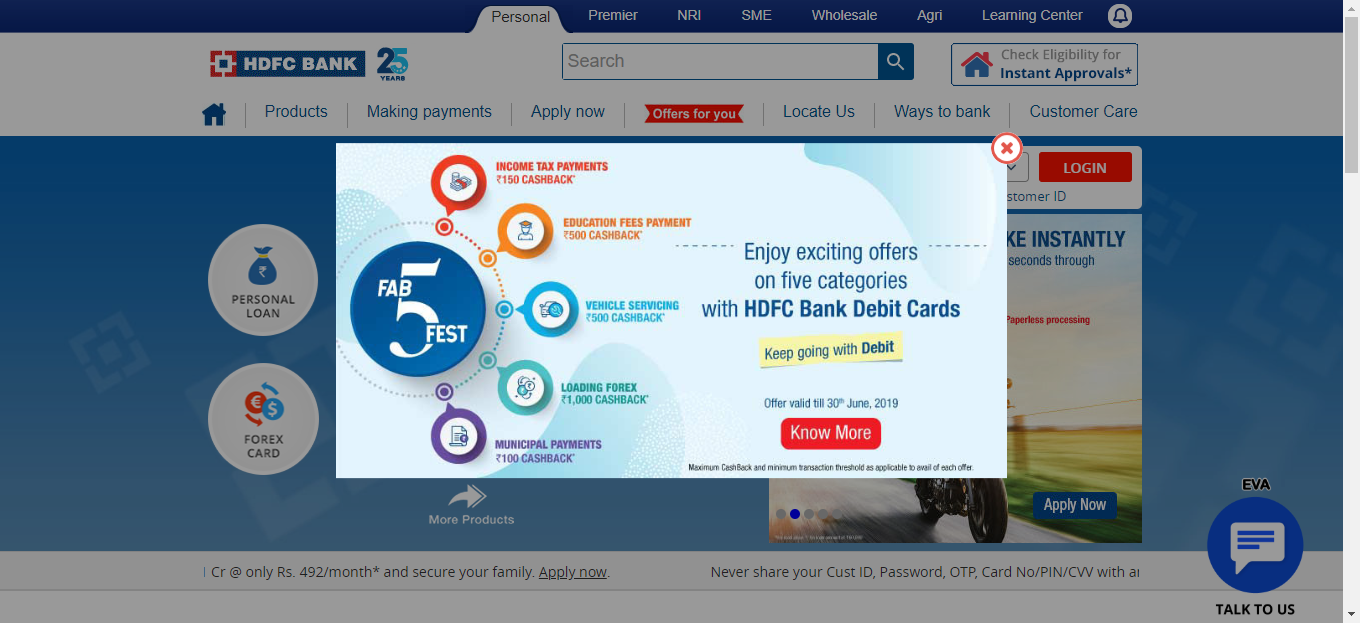 Personal
Premier
NRI
SME
Wholesale
Agri
Learning Center
HDFC BANK
25
YEARS
Search
Check Eligibility for
Instant Approvals*
Products
Making payments
Apply now
Offers for you
Locate Us
Ways to bank
Customer Care
LOGIN
stomer ID
PERSONAL
LOAN
FOREX
CARD
More Products
INCOME TAX PAYMENTS
₹150 CASHBACK*
EDUCATION FEES PAYMENT
₹500 CASHBACK*
FAB
5
FEST
VEHICLE SERVICING
₹500 CASHBACK*
LOADING FOREX
₹1,000 CASHBACK*
MUNICIPAL PAYMENTS
₹100 CASHBACK*
Enjoy exciting offers
on five categories
with HDFC Bank Debit Cards
Keep going with Debit
Offer valid till 30th June, 2019
Know More
Maximum CashBack and minimum transaction threshold as applicable to avail of each offer.
KE INSTANTLY
seconds through
Paperless processing
Apply Now
EVA
TALK TO US
Cr @ only Rs. 492/month* and secure your family. Apply now.
Never share your Cust ID, Password, OTP, Card No/PIN/CVV with